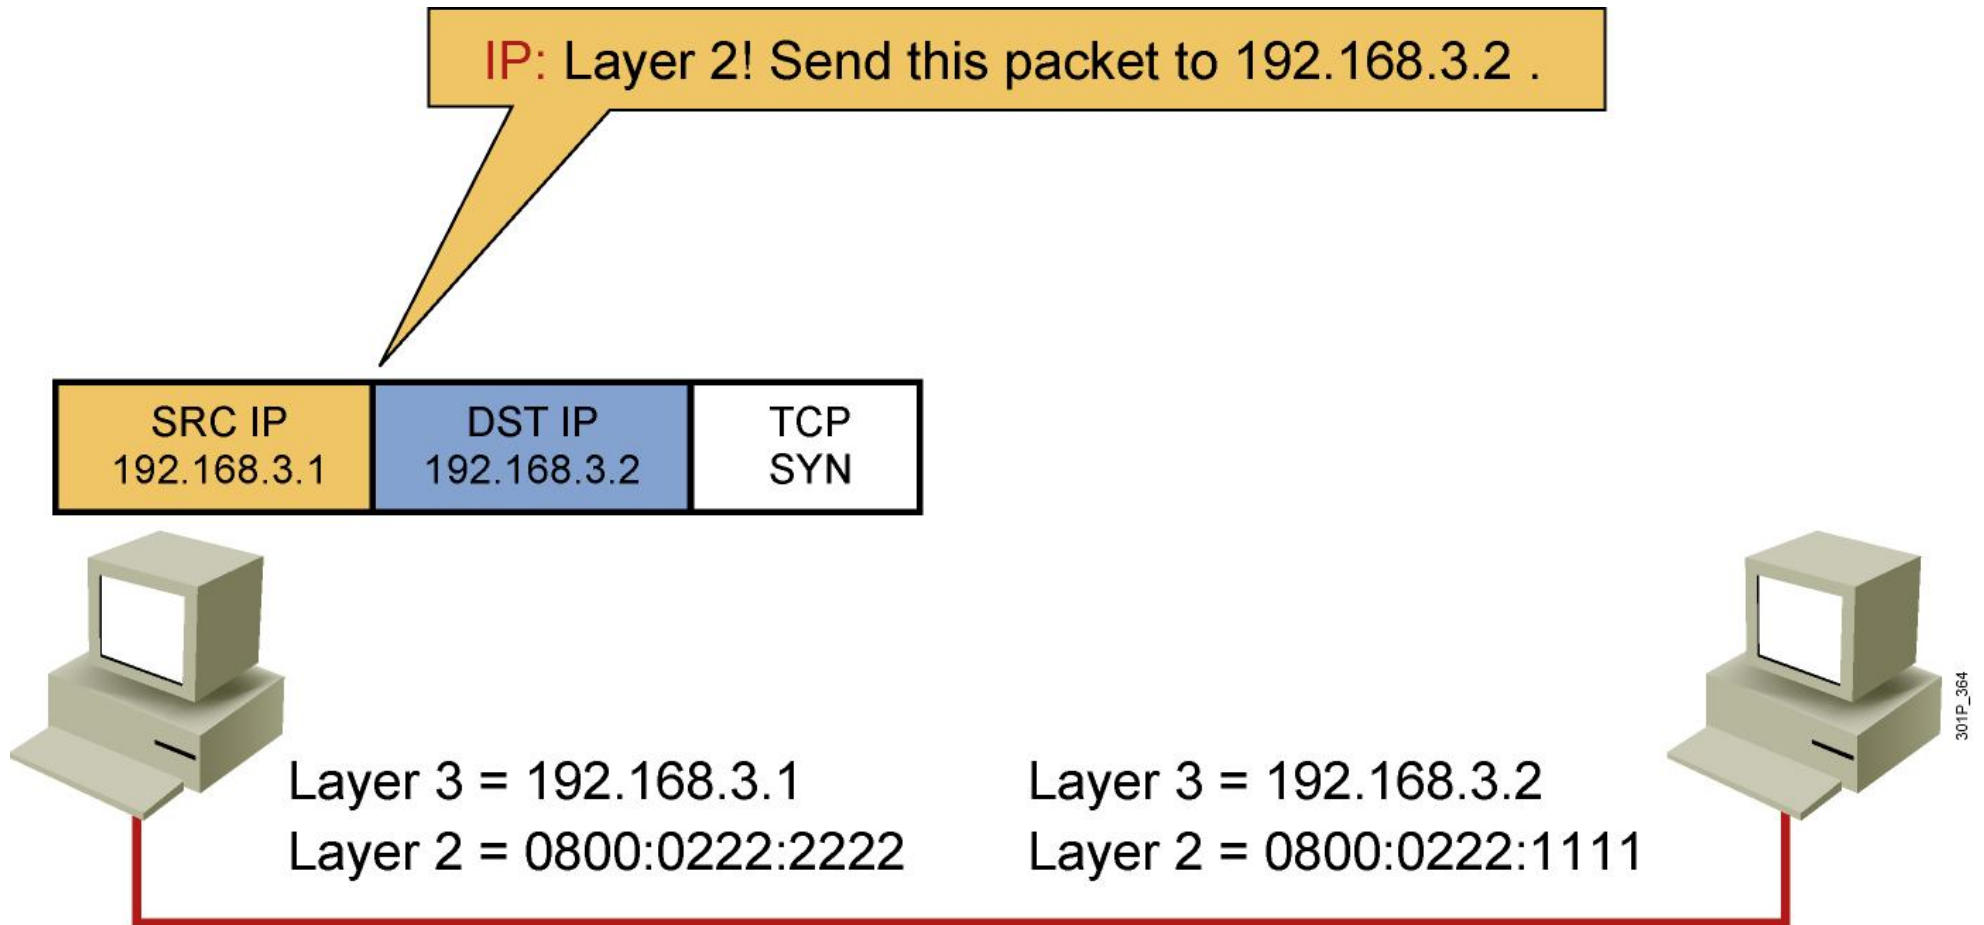 IP: Layer 2! Send this packet to 192.168.3.2 .
SRC IP
192.168.3.1
DST IP
192.168.3.2
TCP
SYN
Layer 3 = 192.168.3.1
Layer 2 = 0800:0222:2222
Layer 3 = 192.168.3.2
Layer 2 = 0800:0222:1111
301P_364